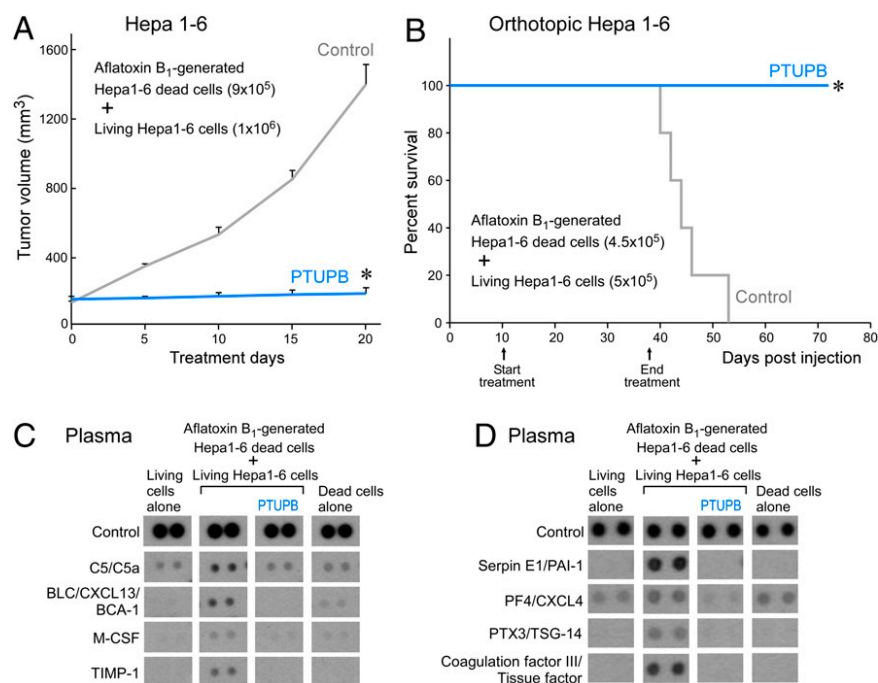 A
Hepa 1-6
1600
1200
800
400
0
Tumor volume (mm³)
Aflatoxin B₁-generated
Hepa1-6 dead cells (9x10⁵)
+
Living Hepa1-6 cells (1x10⁶)
Control
PTUPB
*
0 5 10 15 20
Treatment days
B
Orthotopic Hepa 1-6
100
80
60
40
20
0
Percent survival
PTUPB
*
Aflatoxin B₁-generated
Hepa1-6 dead cells (4.5x10⁵)
+
Living Hepa1-6 cells (5x10⁵)
Control
0 10 20 30 40 50 60 70 80
Days post injection
Start
treatment
End
treatment
C
Plasma
Aflatoxin B₁-generated
Hepa1-6 dead cells
+
Living Hepa1-6 cells
Living
cells
alone
PTUPB
Dead cells
alone
Control
C5/C5a
BLC/CXCL13/
BCA-1
M-CSF
TIMP-1
D
Plasma
Aflatoxin B₁-generated
Hepa1-6 dead cells
+
Living Hepa1-6 cells
Living
cells
alone
PTUPB
Dead cells
alone
Control
Serpin E1/PAI-1
PF4/CXCL4
PTX3/TSG-14
Coagulation factor III/
Tissue factor